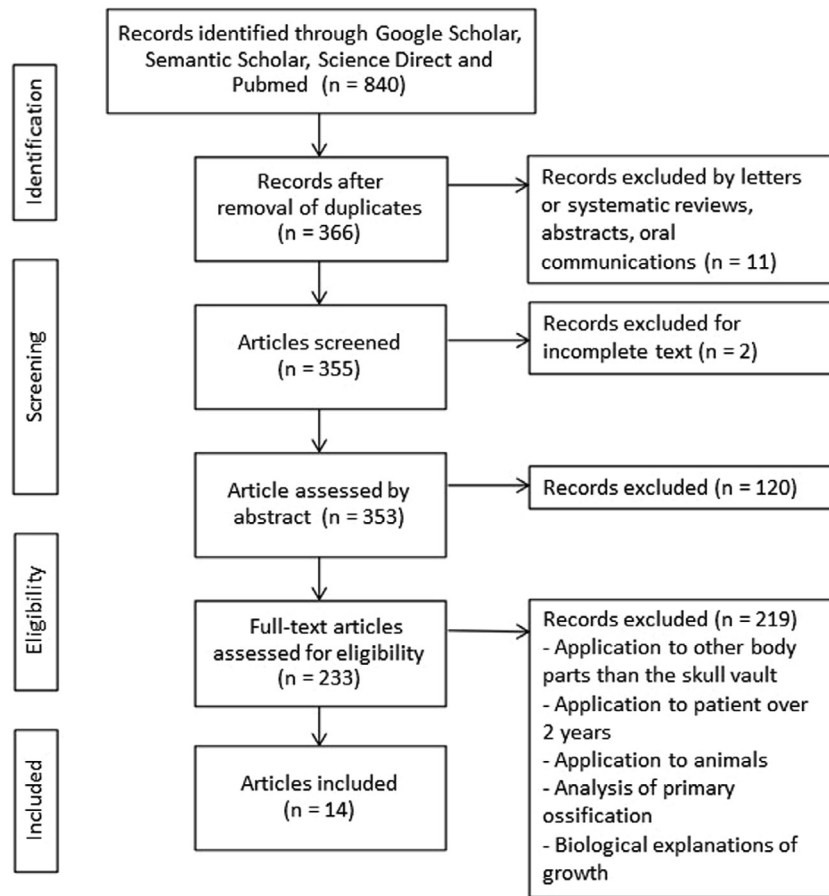 Records identified through Google Scholar,
Semantic Scholar, Science Direct and
Pubmed (n = 840)
Identification
Records after
removal of duplicates
(n = 366)
Records excluded by letters
or systematic reviews,
abstracts, oral
communications (n = 11)
Screening
Articles screened
(n = 355)
Records excluded for
incomplete text (n = 2)
Article assessed by
abstract (n = 353)
Records excluded (n = 120)
Eligibility
Full-text articles
assessed for eligibility
(n = 233)
Records excluded (n = 219)
- Application to other body
parts than the skull vault
- Application to patient over
2 years
- Application to animals
- Analysis of primary
ossification
- Biological explanations of
growth
Included
Articles included
(n = 14)